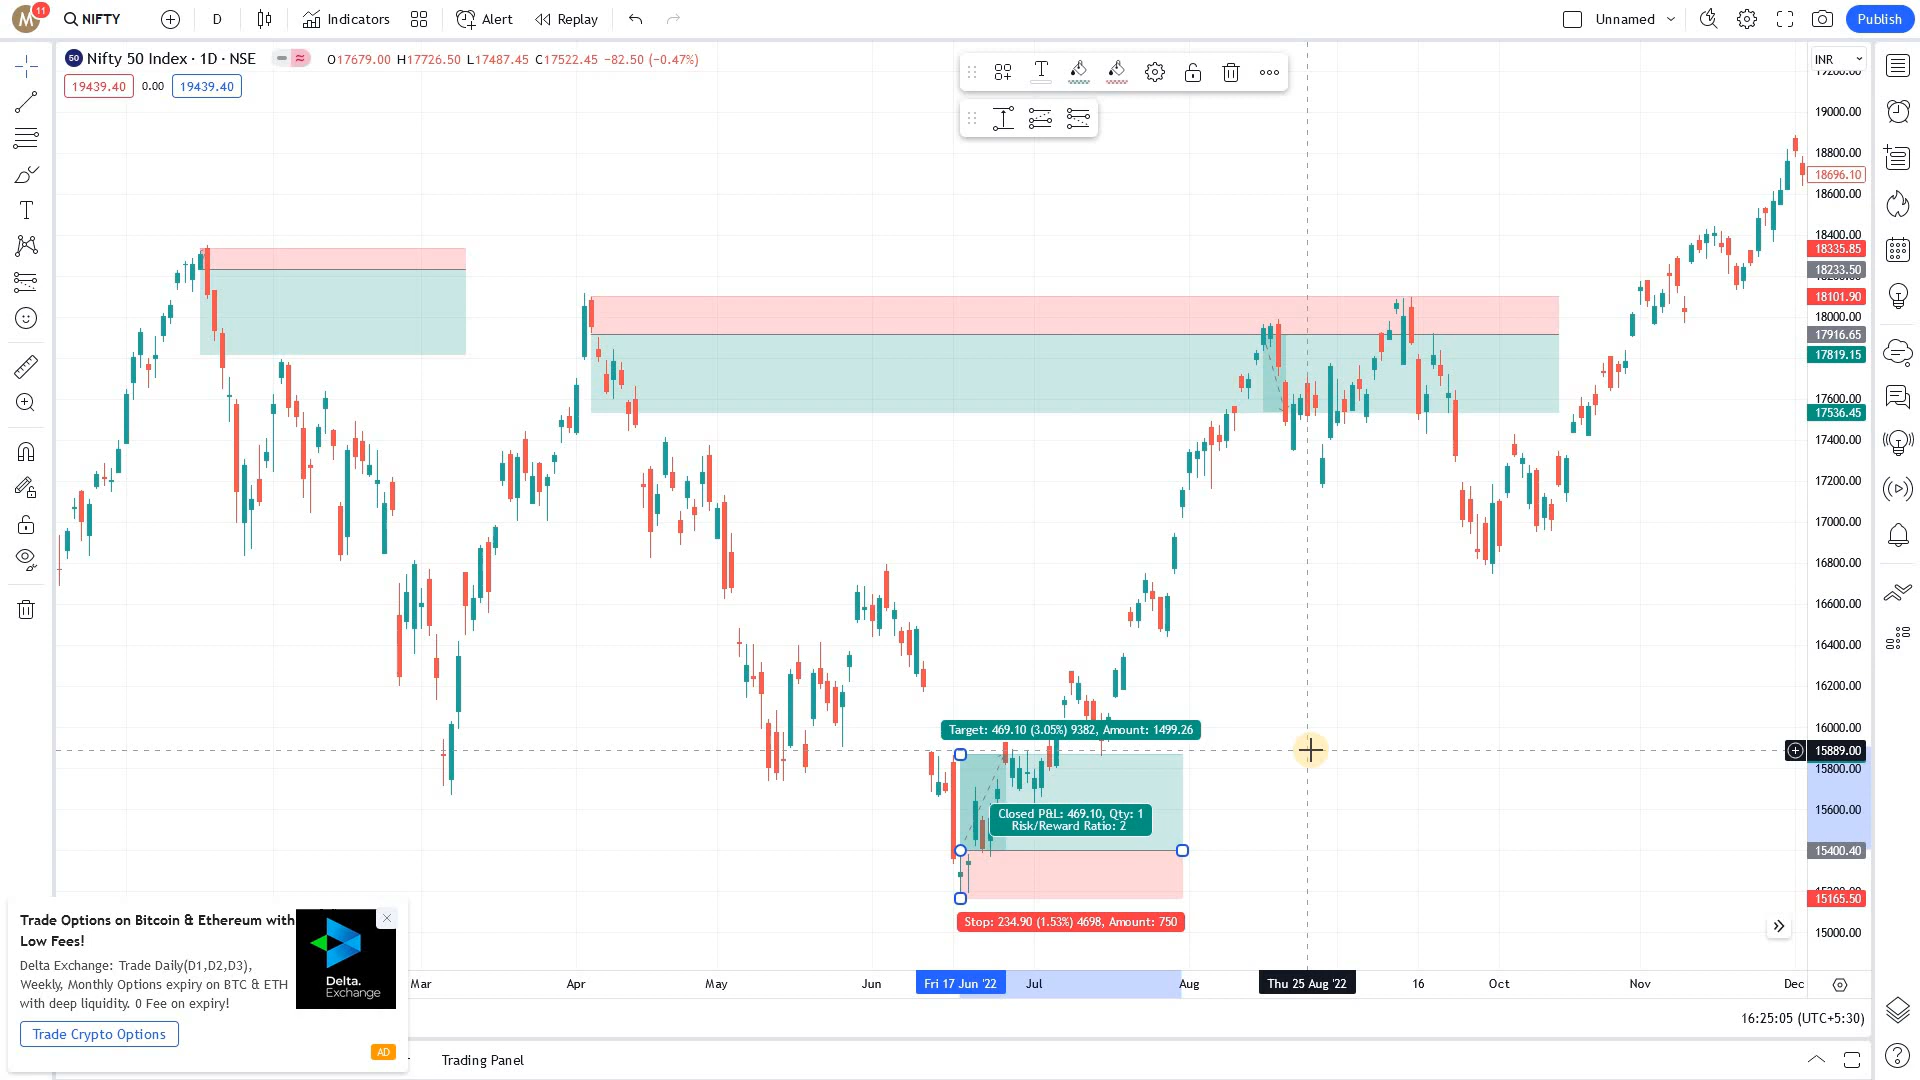 M
11
NIFTY
D
Indicators
Alert
Replay
Unnamed
Publish
50
Nifty 50 Index · 1D · NSE
O17679.00 H17726.50 L17487.45 C17522.45 −82.50 (−0.47%)
19439.40
0.00
19439.40
INR
19200.00
19000.00
18800.00
18696.10
18600.00
18400.00
18335.85
18233.50
18101.90
18000.00
17916.65
17819.15
17600.00
17536.45
17400.00
17200.00
17000.00
16800.00
16600.00
16400.00
16200.00
16000.00
15889.00
15800.00
15600.00
15400.40
15165.50
15000.00
Target: 469.10 (3.05%) 9382, Amount: 1499.26
Closed P&L: 469.10, Qty: 1
Risk/Reward Ratio: 2
Stop: 234.90 (1.53%) 4698, Amount: 750
Mar
Apr
May
Jun
Fri 17 Jun '22
Jul
Aug
Thu 25 Aug '22
16
Oct
Nov
Dec
Trade Options on Bitcoin & Ethereum with
Low Fees!
Delta Exchange: Trade Daily(D1,D2,D3),
Weekly, Monthly Options expiry on BTC & ETH
with deep liquidity. 0 Fee on expiry!
Delta.
Exchange
Trade Crypto Options
AD
16:25:05 (UTC+5:30)
Trading Panel